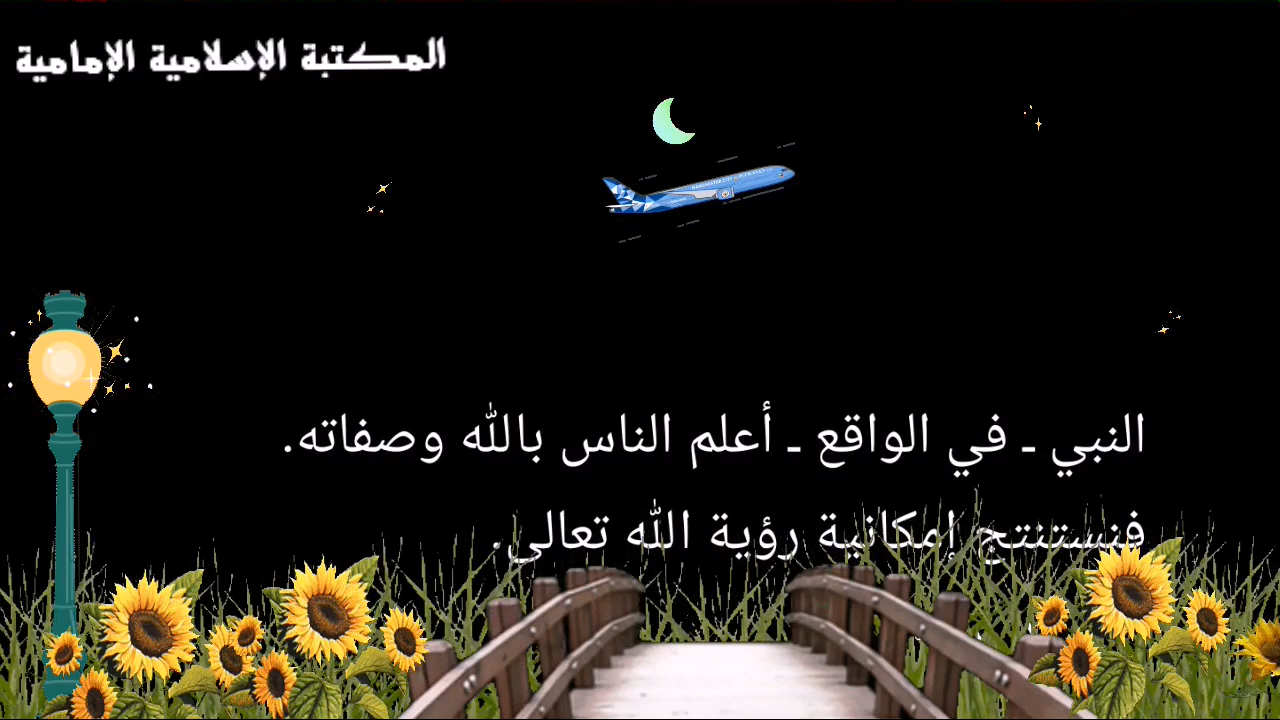 المكتبة الإسلامية الإمامية
النبي ـ في الواقع ـ أعلم الناس بالله وصفاته.
فنستنتج إمكانية رؤية الله تعالى.